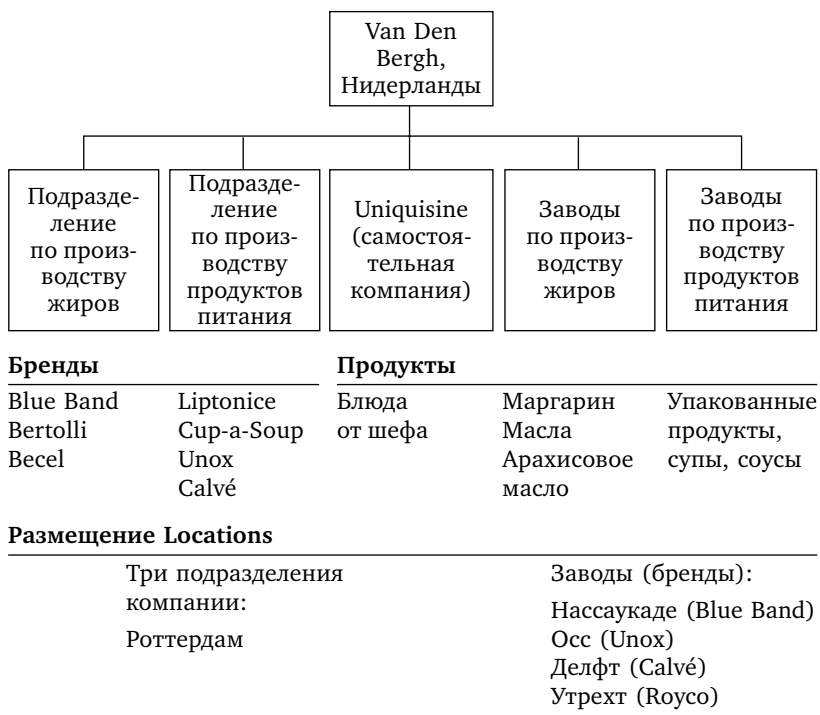 Van Den
Bergh,
Нидерланды
Подразде-
ление
по произ-
водству
жиров
Подразде-
ление
по произ-
водству
продуктов
питания
Uniquisine
(самостоя-
тельная
компания)
Заводы
по произ-
водству
жиров
Заводы
по произ-
водству
продуктов
питания
Бренды
Blue Band
Bertolli
Becel
Liptonice
Cup-a-Soup
Unox
Calvé
Продукты
Блюда
от шефа
Маргарин
Масла
Арахисовое
масло
Упакованные
продукты,
супы, соусы
Размещение Locations
Три подразделения
компании:
Роттердам
Заводы (бренды):
Нассаукаде (Blue Band)
Осс (Unox)
Делфт (Calvé)
Утрехт (Royco)